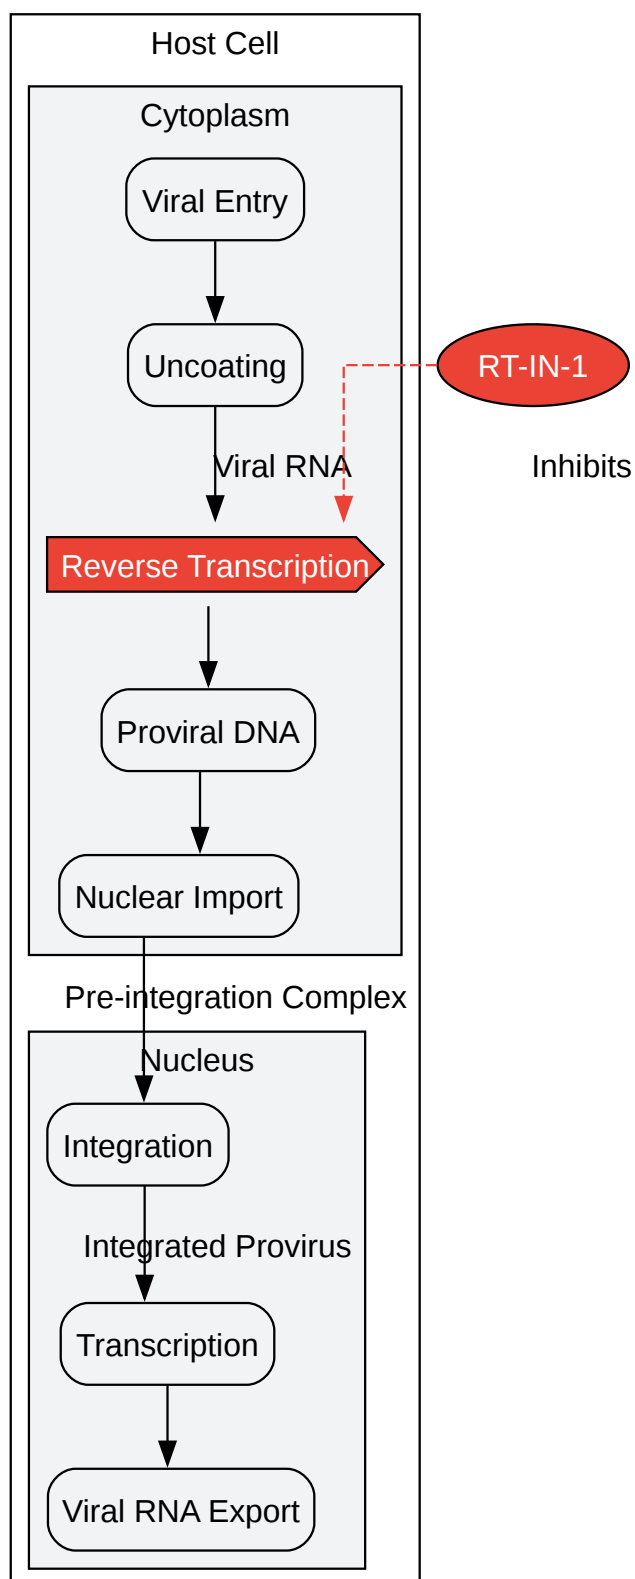 Host Cell
Cytoplasm
Viral Entry
Uncoating
RT-IN-1
Viral RNA
Inhibits
Reverse Transcription
Proviral DNA
Nuclear Import
Pre-integration Complex
Nucleus
Integration
Integrated Provirus
Transcription
Viral RNA Export